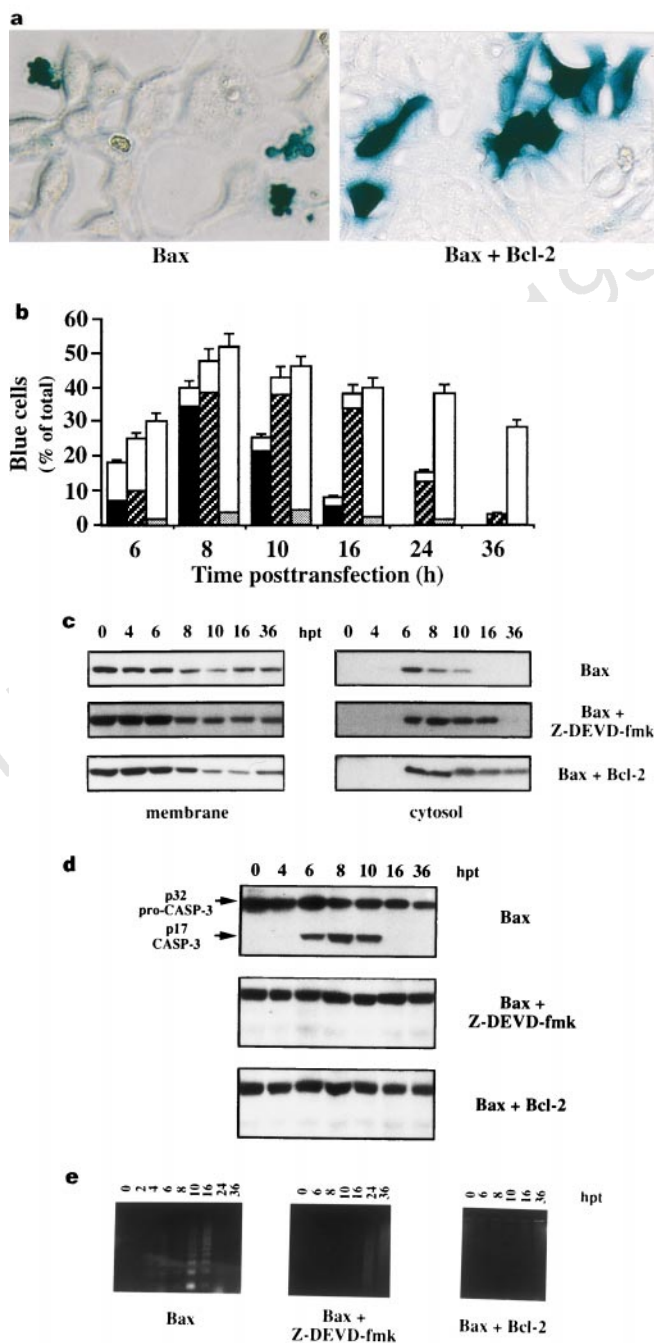 a
Bax Bax + Bcl-2
b
60
50
40
30
20
10
0
Blue cells
(% of total)
6 8 10 16 24 36
Time posttransfection (h)
c
0 4 6 8 10 16 36 hpt 0 4 6 8 10 16 36
Bax
Bax +
Z-DEVD-fmk
Bax + Bcl-2
membrane cytosol
d
0 4 6 8 10 16 36 hpt
p32
pro-CASP-3
p17
CASP-3
Bax
Bax +
Z-DEVD-fmk
Bax + Bcl-2
e
0 2 4 6 8 10 16 24 36 0 6 8 10 16 24 36 0 6 8 10 16 36 hpt
Bax
Bax +
Z-DEVD-fmk
Bax + Bcl-2